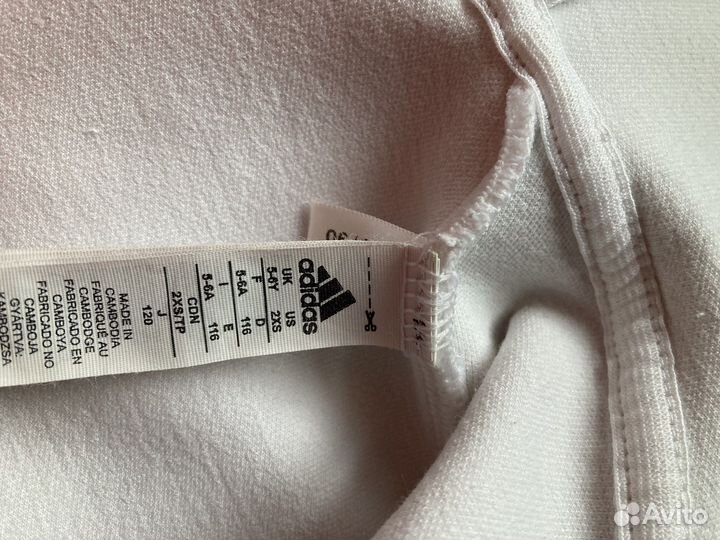 adidas
UK US
5-6Y 2XS
F D
5-6A 116
I E
5-6A 116
CDN
2XS/TP
J
120
MADE IN
CAMBODIA
FABRIQUÉ AU
CAMBODGE
FABRICADO EN
CAMBOYA
FABRICADO NO
CAMBOJA
GYÁRTVA:
KAMBODZSA
Avito